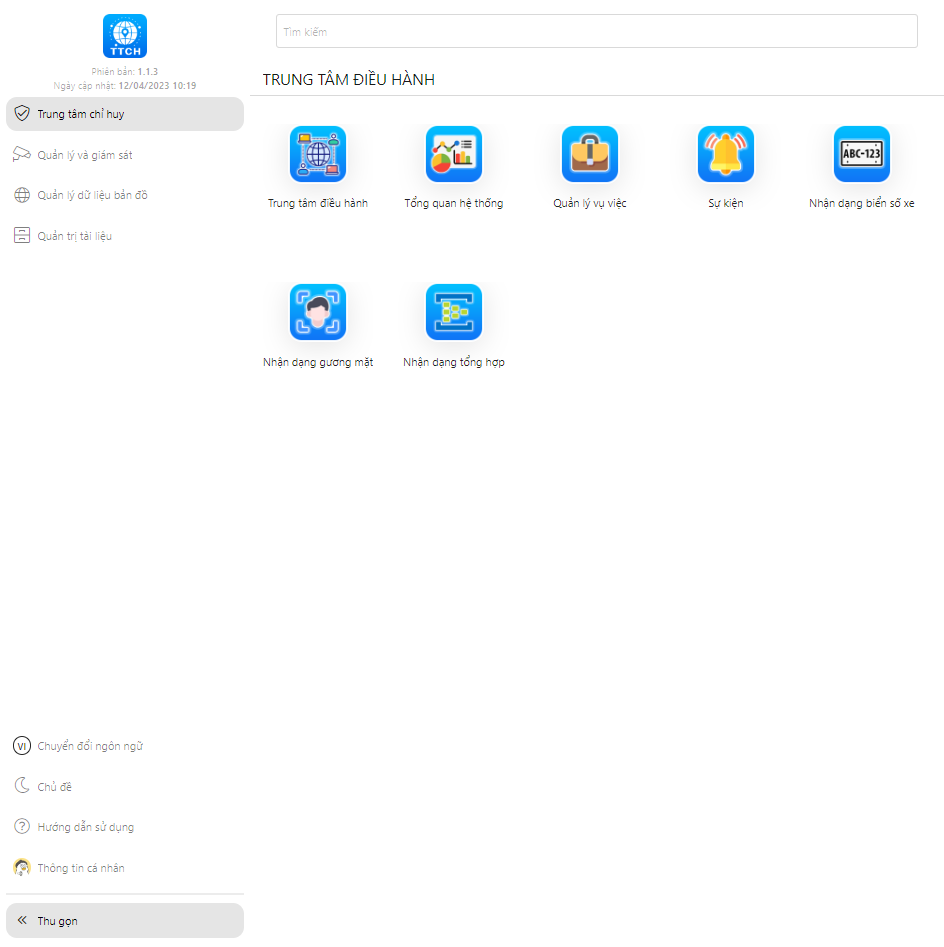 TTCH
Phiên bản: 1.1.3
Ngày cập nhật: 12/04/2023 10:19
Trung tâm chỉ huy
Quản lý và giám sát
Quản lý dữ liệu bản đồ
Quản trị tài liệu
VI Chuyển đổi ngôn ngữ
Chủ đề
Hướng dẫn sử dụng
Thông tin cá nhân
Thu gọn
Tìm kiếm
TRUNG TÂM ĐIỀU HÀNH
ABC-123
Trung tâm điều hành Tổng quan hệ thống Quản lý vụ việc Sự kiện Nhận dạng biển số xe
Nhận dạng gương mặt Nhận dạng tổng hợp